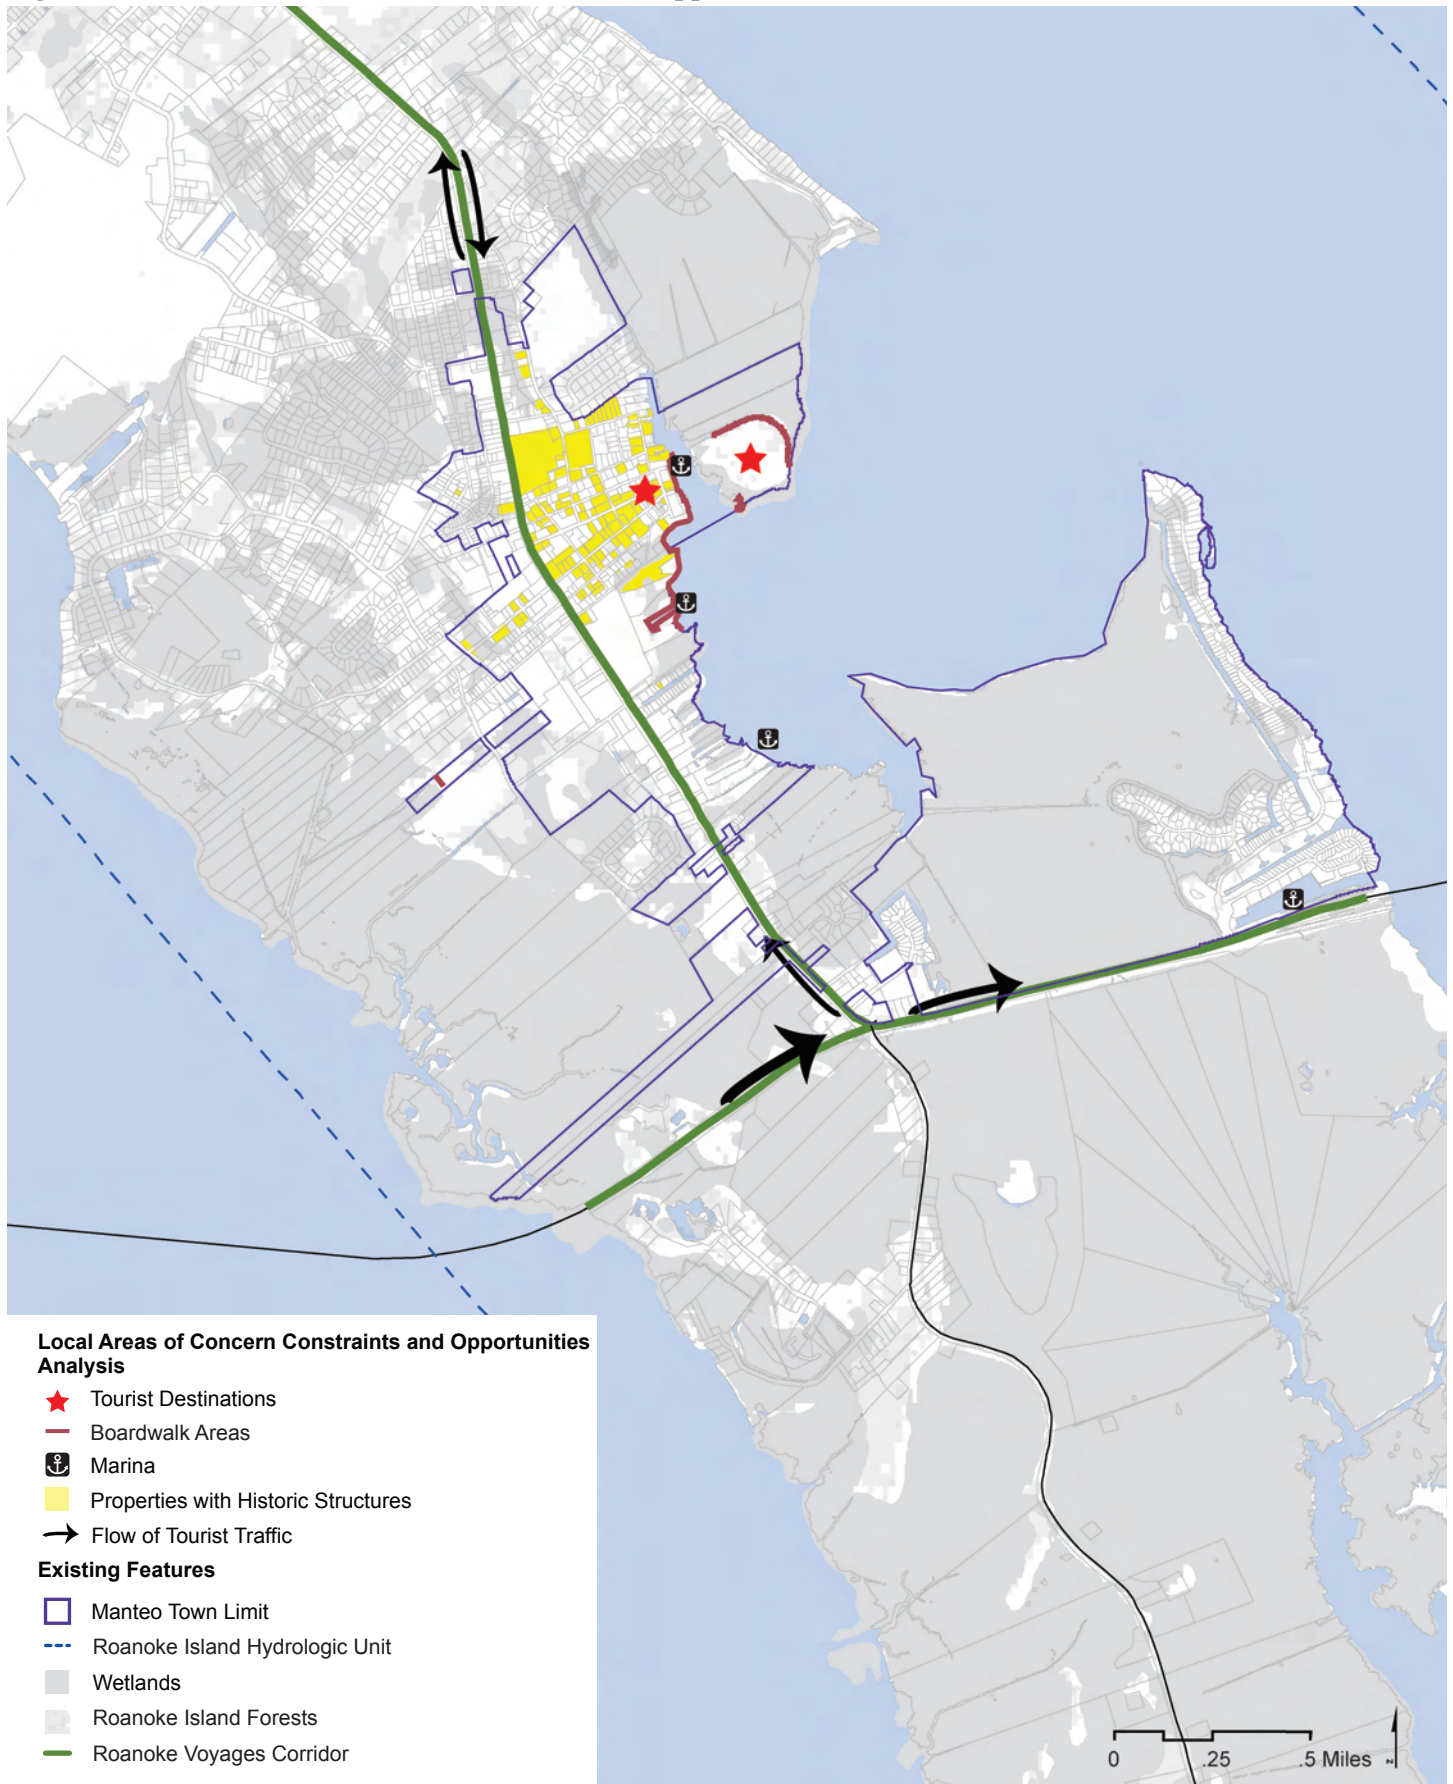 Local Areas of Concern Constraints and Opportunities
Analysis
Tourist Destinations
Boardwalk Areas
Marina
Properties with Historic Structures
Flow of Tourist Traffic
Existing Features
Manteo Town Limit
Roanoke Island Hydrologic Unit
Wetlands
Roanoke Island Forests
Roanoke Voyages Corridor
0 .25 .5 Miles
N